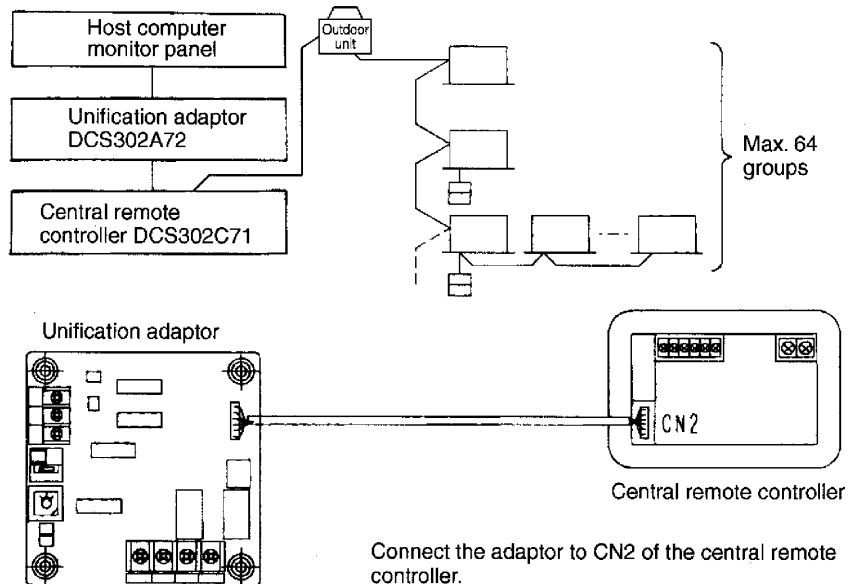 Host computer
monitor panel
Outdoor
unit
Unification adaptor
DCS302A72
Max. 64
groups
Central remote
controller DCS302C71
Unification adaptor
CN2
Central remote controller
Connect the adaptor to CN2 of the central remote
controller.